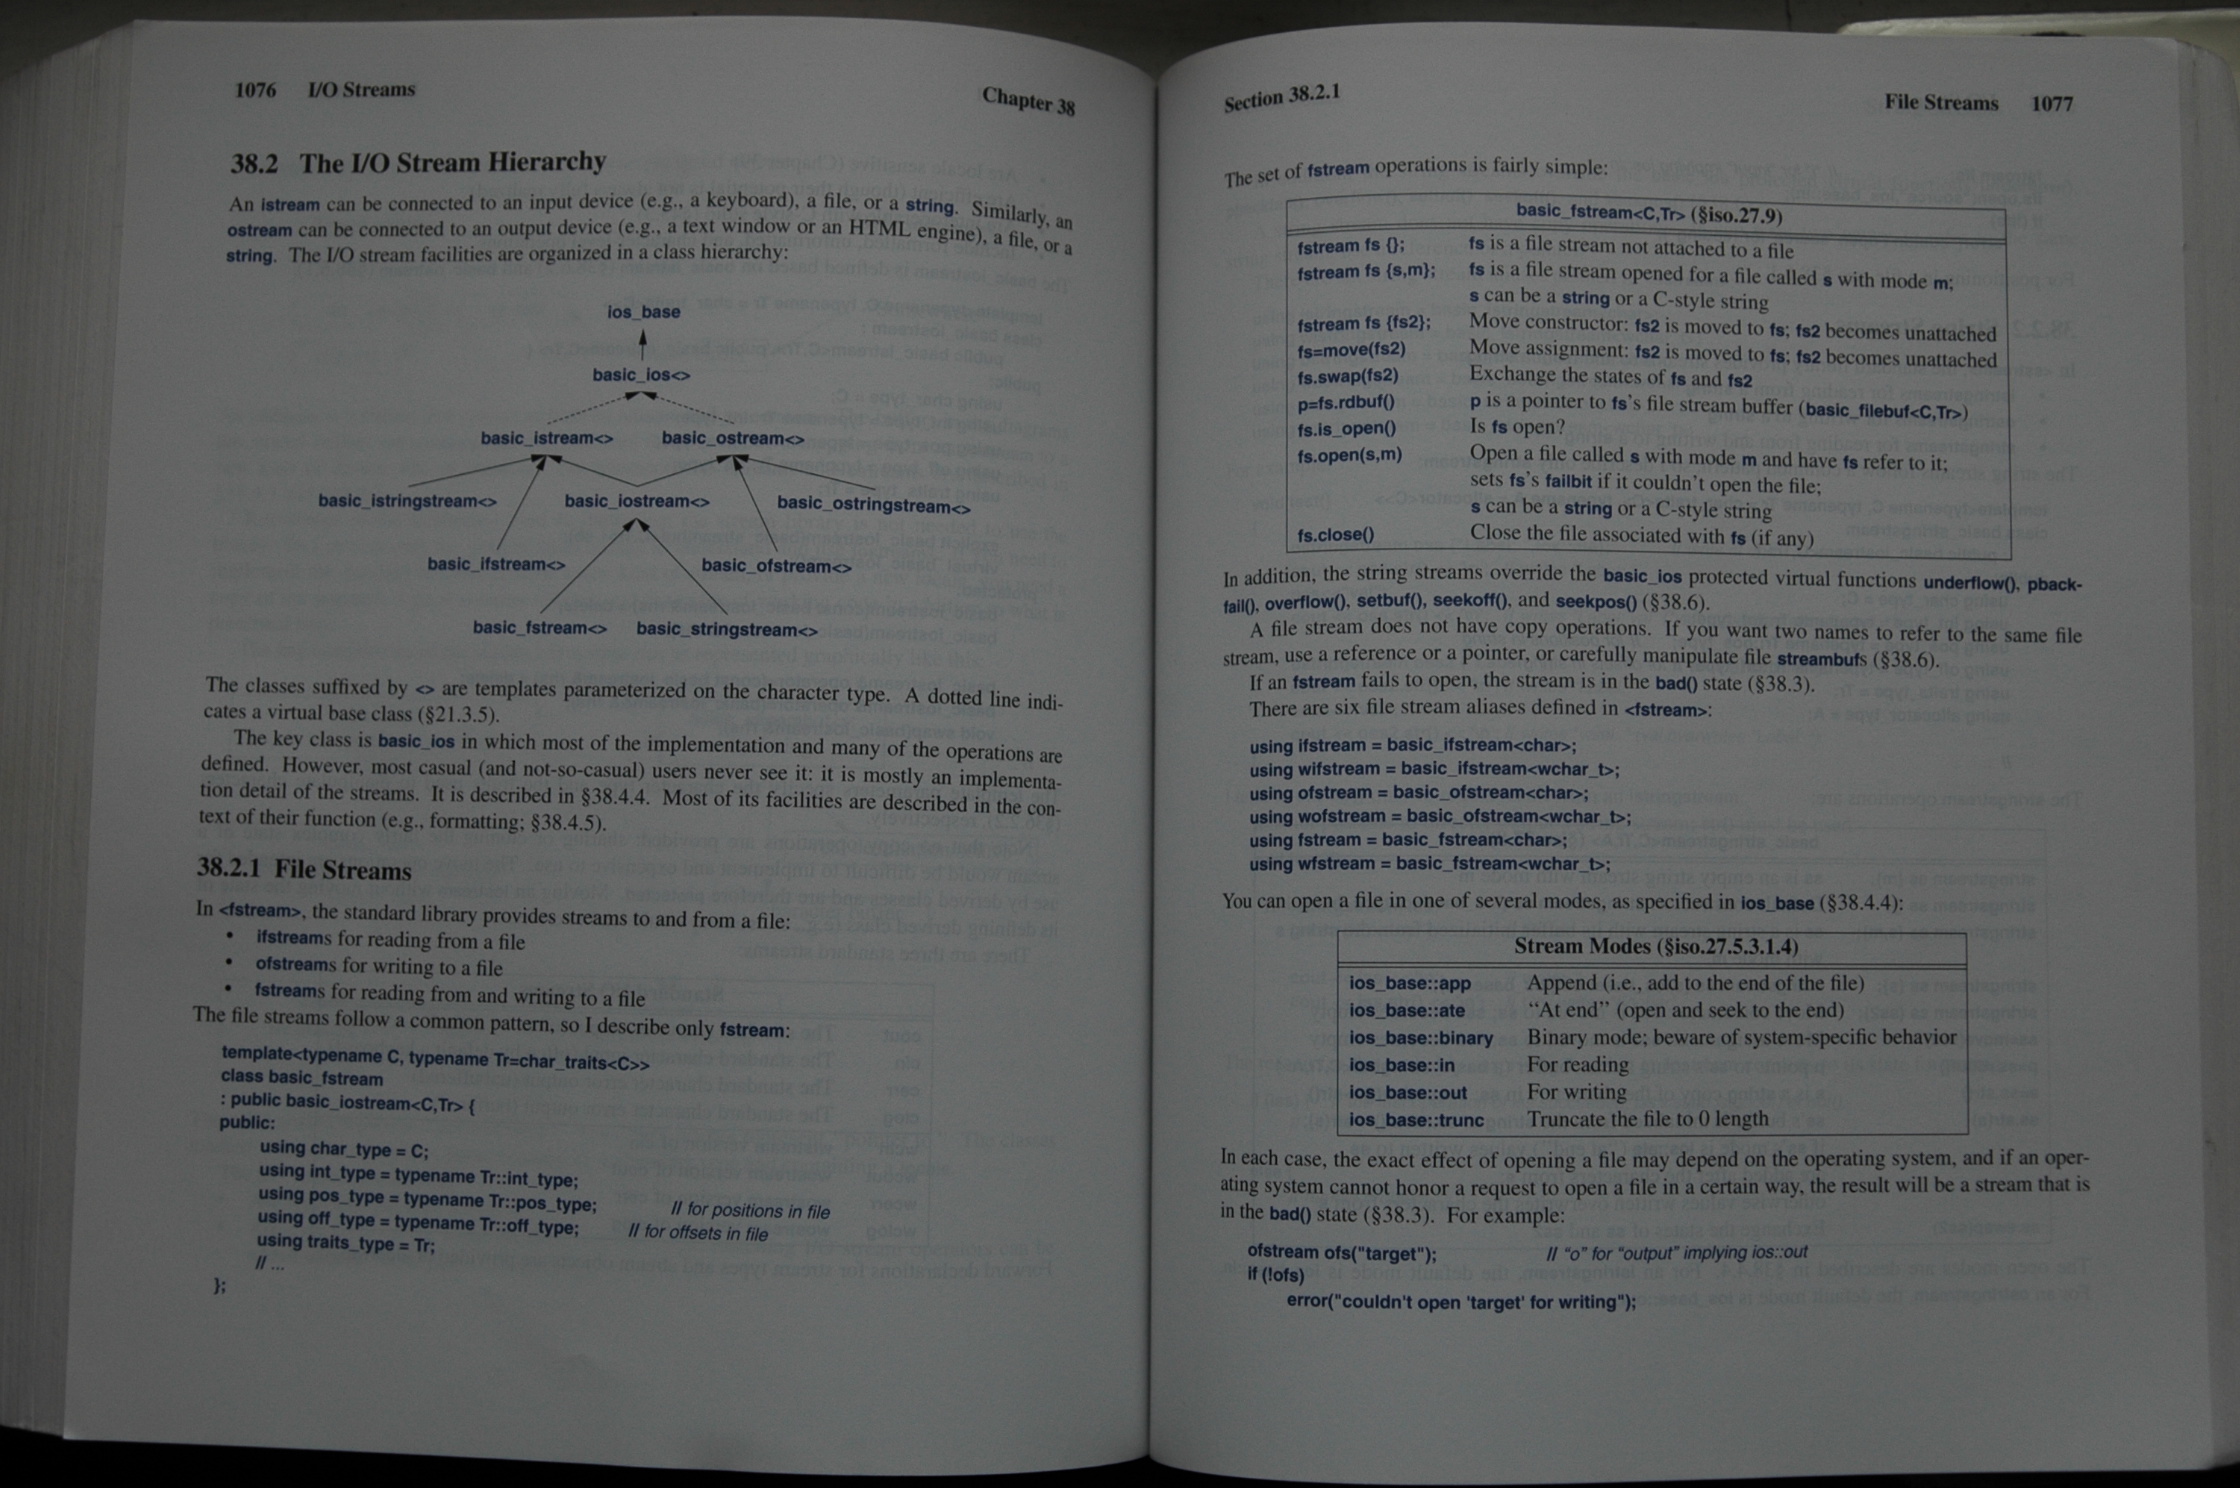 1076 I/O Streams Chapter 38
38.2 The I/O Stream Hierarchy
An istream can be connected to an input device (e.g., a keyboard), a file, or a string. Similarly, an
ostream can be connected to an output device (e.g., a text window or an HTML engine), a file, or a
string. The I/O stream facilities are organized in a class hierarchy:
ios_base
basic_ios<>
basic_istream<> basic_ostream<>
basic_istringstream<> basic_iostream<> basic_ostringstream<>
basic_ifstream<> basic_ofstream<>
basic_fstream<> basic_stringstream<>
The classes suffixed by <> are templates parameterized on the character type. A dotted line indi-
cates a virtual base class (§21.3.5).
The key class is basic_ios in which most of the implementation and many of the operations are
defined. However, most casual (and not-so-casual) users never see it: it is mostly an implementa-
tion detail of the streams. It is described in §38.4.4. Most of its facilities are described in the con-
text of their function (e.g., formatting; §38.4.5).
38.2.1 File Streams
In <fstream>, the standard library provides streams to and from a file:
• ifstreams for reading from a file
• ofstreams for writing to a file
• fstreams for reading from and writing to a file
The file streams follow a common pattern, so I describe only fstream:
template<typename C, typename Tr=char_traits<C>>
class basic_fstream
: public basic_iostream<C,Tr> {
public:
using char_type = C;
using int_type = typename Tr::int_type;
using pos_type = typename Tr::pos_type; // for positions in file
using off_type = typename Tr::off_type; // for offsets in file
using traits_type = Tr;
// ...
};
Section 38.2.1 File Streams 1077
The set of fstream operations is fairly simple:
basic_fstream<C,Tr> (§iso.27.9)
fstream fs {}; fs is a file stream not attached to a file
fstream fs {s,m}; fs is a file stream opened for a file called s with mode m;
s can be a string or a C-style string
fstream fs {fs2}; Move constructor: fs2 is moved to fs; fs2 becomes unattached
fs=move(fs2) Move assignment: fs2 is moved to fs; fs2 becomes unattached
fs.swap(fs2) Exchange the states of fs and fs2
p=fs.rdbuf() p is a pointer to fs's file stream buffer (basic_filebuf<C,Tr>)
fs.is_open() Is fs open?
fs.open(s,m) Open a file called s with mode m and have fs refer to it;
sets fs's failbit if it couldn't open the file;
s can be a string or a C-style string
fs.close() Close the file associated with fs (if any)
In addition, the string streams override the basic_ios protected virtual functions underflow(), pback-
fail(), overflow(), setbuf(), seekoff(), and seekpos() (§38.6).
A file stream does not have copy operations. If you want two names to refer to the same file
stream, use a reference or a pointer, or carefully manipulate file streambufs (§38.6).
If an fstream fails to open, the stream is in the bad() state (§38.3).
There are six file stream aliases defined in <fstream>:
using ifstream = basic_ifstream<char>;
using wifstream = basic_ifstream<wchar_t>;
using ofstream = basic_ofstream<char>;
using wofstream = basic_ofstream<wchar_t>;
using fstream = basic_fstream<char>;
using wfstream = basic_fstream<wchar_t>;
You can open a file in one of several modes, as specified in ios_base (§38.4.4):
Stream Modes (§iso.27.5.3.1.4)
ios_base::app Append (i.e., add to the end of the file)
ios_base::ate “At end” (open and seek to the end)
ios_base::binary Binary mode; beware of system-specific behavior
ios_base::in For reading
ios_base::out For writing
ios_base::trunc Truncate the file to 0 length
In each case, the exact effect of opening a file may depend on the operating system, and if an oper-
ating system cannot honor a request to open a file in a certain way, the result will be a stream that is
in the bad() state (§38.3). For example:
ofstream ofs("target"); // “o” for “output” implying ios::out
if (!ofs)
error("couldn't open 'target' for writing");